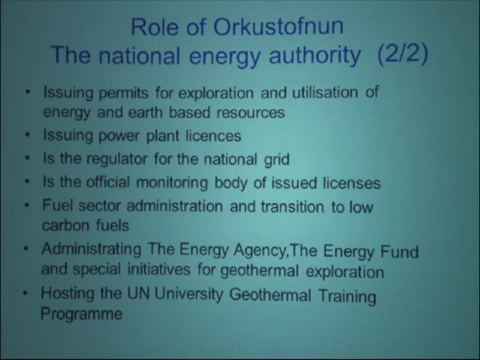 Role of Orkustofnun
The national energy authority (2/2)
• Issuing permits for exploration and utilisation of
energy and earth based resources
• Issuing power plant licences
• Is the regulator for the national grid
• Is the official monitoring body of issued licenses
• Fuel sector administration and transition to low
carbon fuels
• Administrating The Energy Agency,The Energy Fund
and special initiatives for geothermal exploration
• Hosting the UN University Geothermal Training
Programme